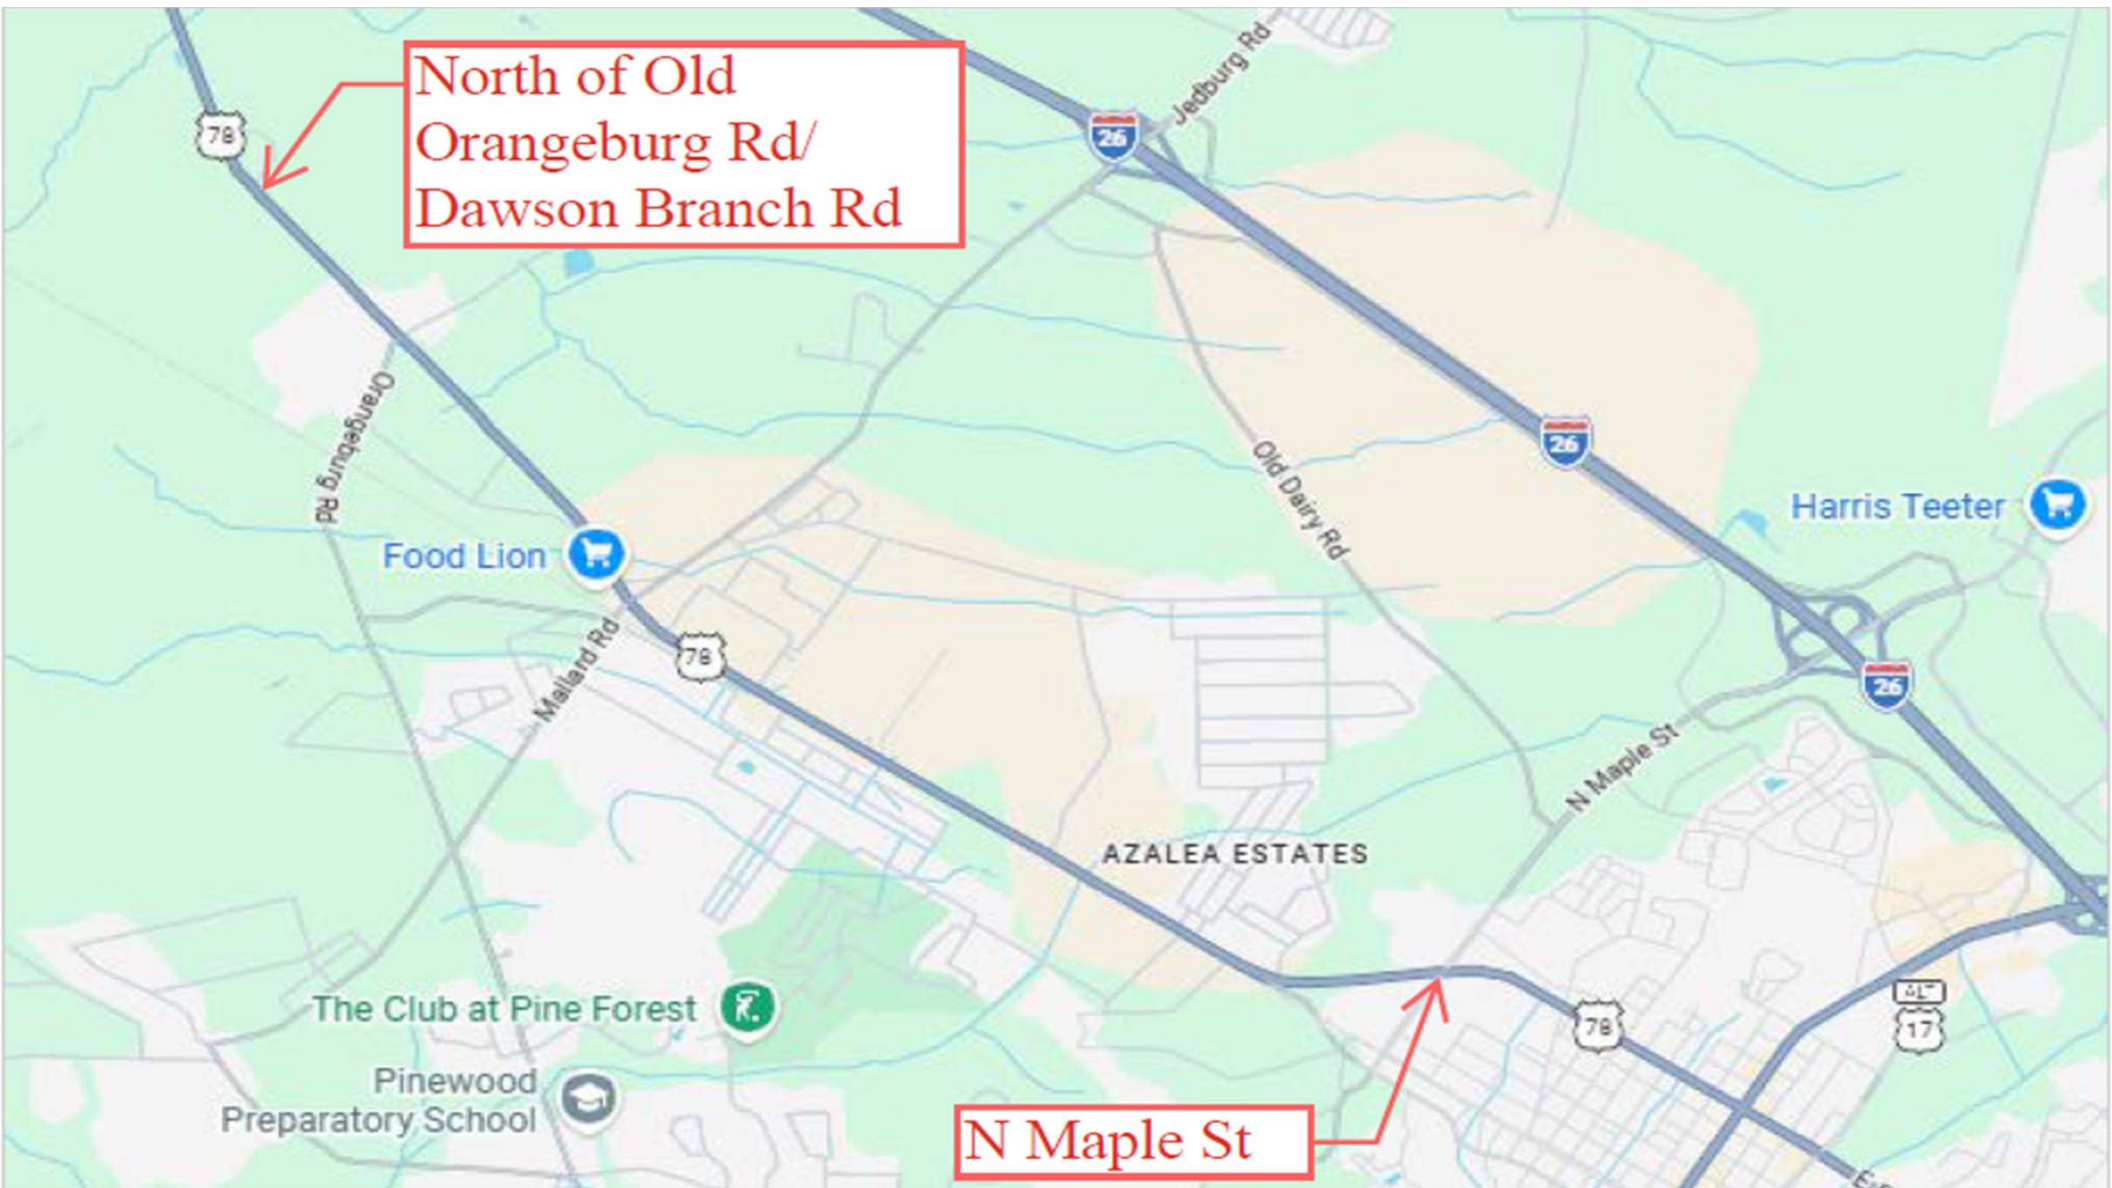 North of Old
Orangeburg Rd/
Dawson Branch Rd
78
26
Jedburg Rd
Orangeburg Rd
Old Dairy Rd
26
Harris Teeter
Food Lion
Mallard Rd
78
26
N Maple St
AZALEA ESTATES
The Club at Pine Forest
78
ALT
17
Pinewood
Preparatory School
N Maple St